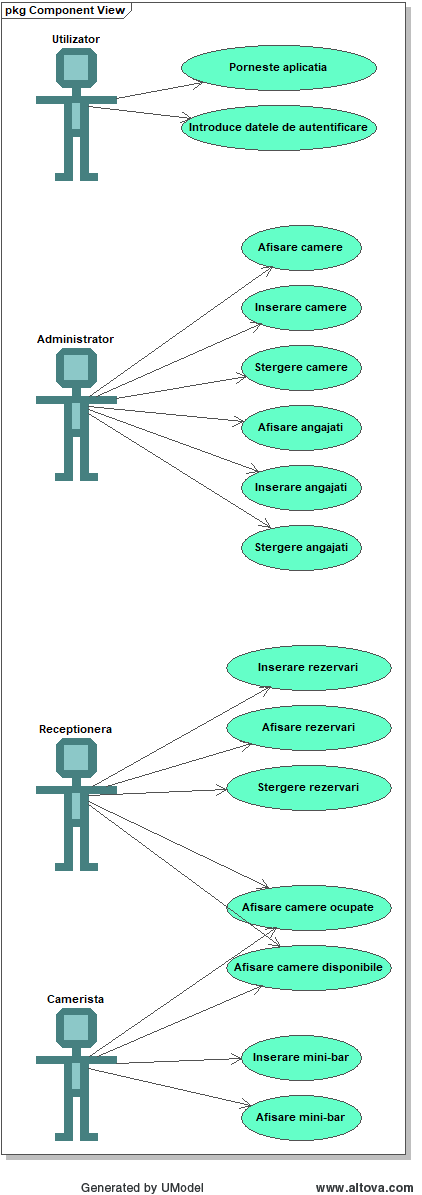 pkg Component View
Utilizator
Porneste aplicatia
Introduce datele de autentificare
Afisare camere
Inserare camere
Administrator
Stergere camere
Afisare angajati
Inserare angajati
Stergere angajati
Inserare rezervari
Afisare rezervari
Receptionera
Stergere rezervari
Afisare camere ocupate
Afisare camere disponibile
Camerista
Inserare mini-bar
Afisare mini-bar
Generated by UModel
www.altova.com